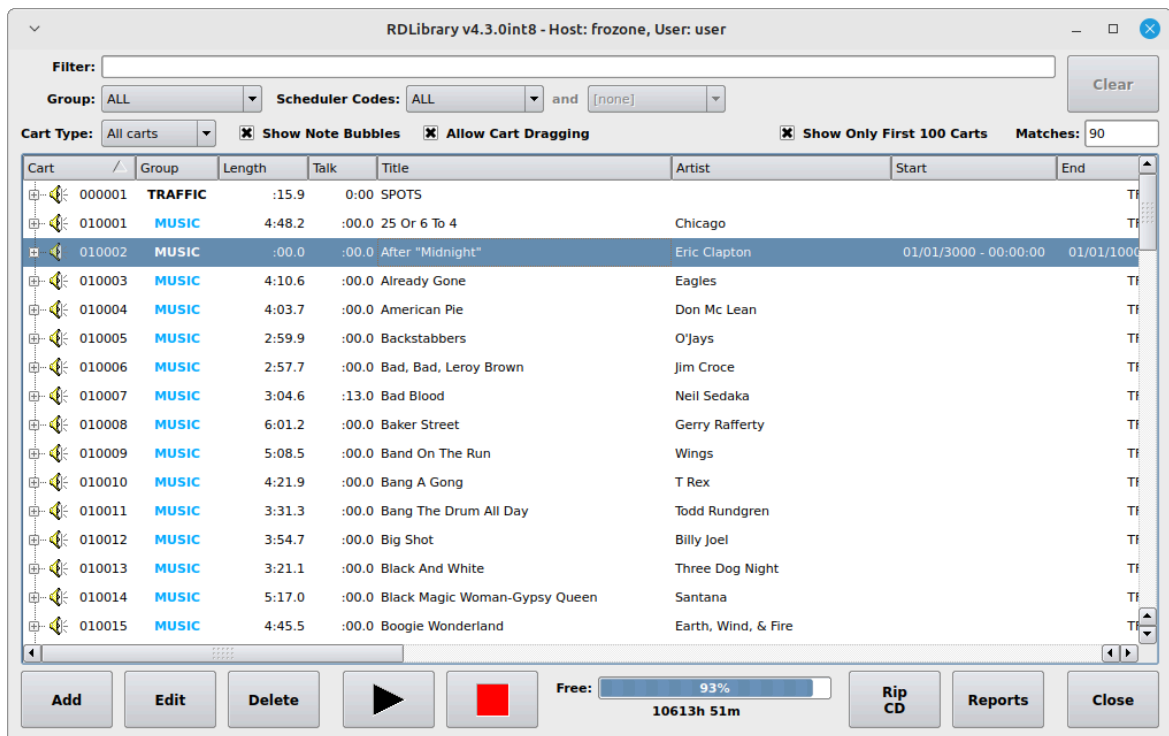 RDLibrary v4.3.0int8 - Host: frozone, User: user
Filter:
Clear
Group: ALL Scheduler Codes: ALL and [none]
Cart Type: All carts Show Note Bubbles Allow Cart Dragging Show Only First 100 Carts Matches: 90
Cart Group Length Talk Title Artist Start End
000001 TRAFFIC :15.9 0:00 SPOTS
010001 MUSIC 4:48.2 :00.0 25 Or 6 To 4 Chicago
010002 MUSIC :00.0 :00.0 After "Midnight" Eric Clapton 01/01/3000 - 00:00:00 01/01/1000
010003 MUSIC 4:10.6 :00.0 Already Gone Eagles
010004 MUSIC 4:03.7 :00.0 American Pie Don Mc Lean
010005 MUSIC 2:59.9 :00.0 Backstabbers O'Jays
010006 MUSIC 2:57.7 :00.0 Bad, Bad, Leroy Brown Jim Croce
010007 MUSIC 3:04.6 :13.0 Bad Blood Neil Sedaka
010008 MUSIC 6:01.2 :00.0 Baker Street Gerry Rafferty
010009 MUSIC 5:08.5 :00.0 Band On The Run Wings
010010 MUSIC 4:21.9 :00.0 Bang A Gong T Rex
010011 MUSIC 3:31.3 :00.0 Bang The Drum All Day Todd Rundgren
010012 MUSIC 3:54.7 :00.0 Big Shot Billy Joel
010013 MUSIC 3:21.1 :00.0 Black And White Three Dog Night
010014 MUSIC 5:17.0 :00.0 Black Magic Woman-Gypsy Queen Santana
010015 MUSIC 4:45.5 :00.0 Boogie Wonderland Earth, Wind, & Fire
Add Edit Delete Free: 93% Rip CD Reports Close
10613h 51m